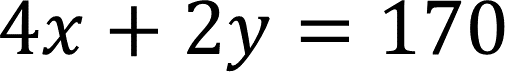 4x + 2y = 170